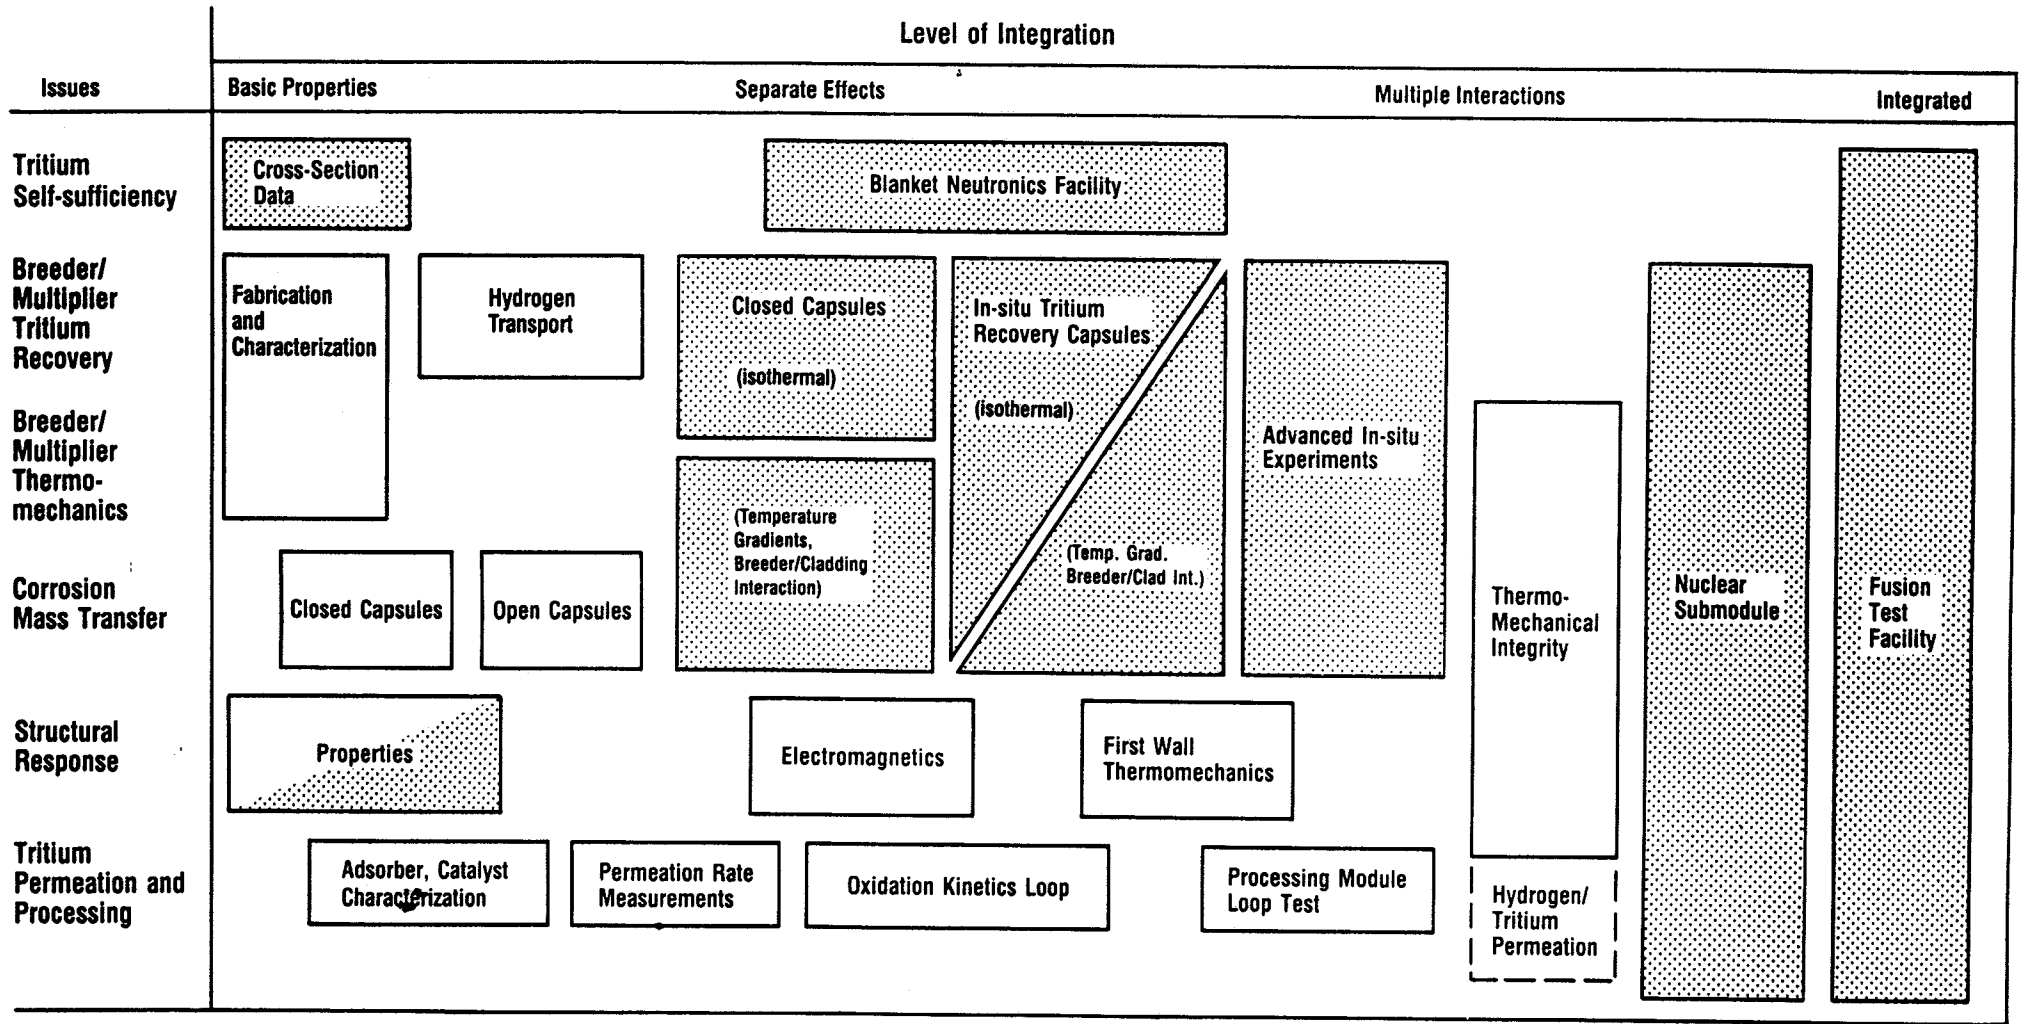 Level of Integration
Issues
Basic Properties
Separate Effects
Multiple Interactions
Integrated
Tritium
Self-sufficiency
Cross-Section
Data
Blanket Neutronics Facility
Breeder/
Multiplier
Tritium
Recovery
Fabrication
and
Characterization
Hydrogen
Transport
Closed Capsules
(isothermal)
In-situ Tritium
Recovery Capsules
(isothermal)
Breeder/
Multiplier
Thermo-
mechanics
(Temperature
Gradients,
Breeder/Cladding
Interaction)
(Temp. Grad.
Breeder/Clad Int.)
Advanced In-situ
Experiments
Corrosion
Mass Transfer
Closed Capsules
Open Capsules
Thermo-
Mechanical
Integrity
Nuclear
Submodule
Fusion
Test
Facility
Structural
Response
Properties
Electromagnetics
First Wall
Thermomechanics
Tritium
Permeation and
Processing
Adsorber, Catalyst
Characterization
Permeation Rate
Measurements
Oxidation Kinetics Loop
Processing Module
Loop Test
Hydrogen/
Tritium
Permeation